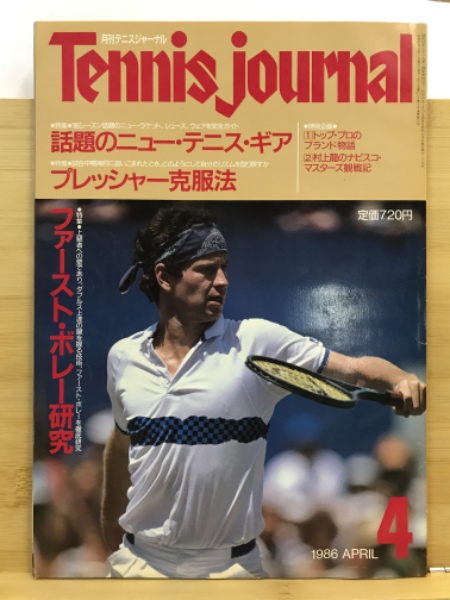 月刊テニスジャーナル
Tennis journal
話題のニュー・テニス・ギア
プレッシャー克服法
●特別企画●
①トップ・プロの
ブランド物語
②村上龍のナビスコ・
マスターズ観戦記
定価720円
ファースト・ボレー研究
1986 APRIL
4